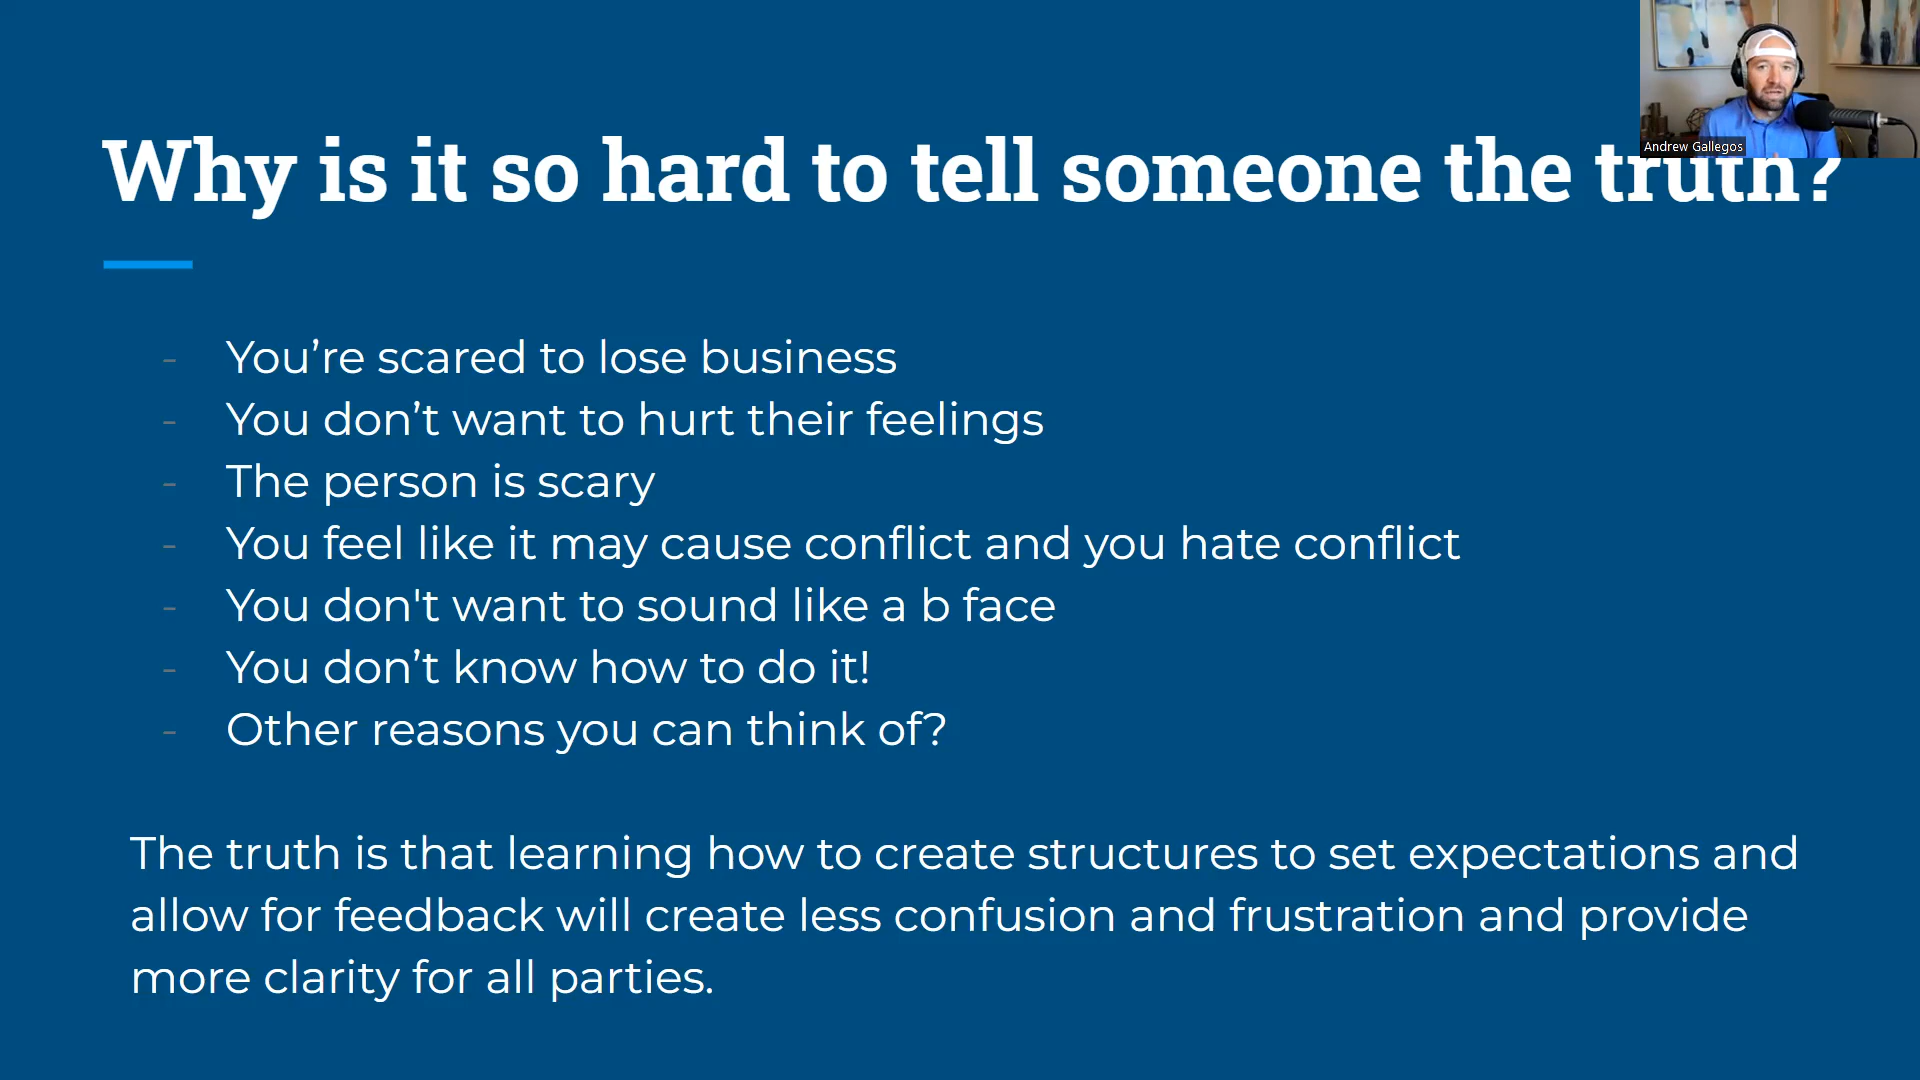 Why is it so hard to tell someone the truth?
Andrew Gallegos
- You’re scared to lose business
- You don’t want to hurt their feelings
- The person is scary
- You feel like it may cause conflict and you hate conflict
- You don't want to sound like a b face
- You don’t know how to do it!
- Other reasons you can think of?
The truth is that learning how to create structures to set expectations and
allow for feedback will create less confusion and frustration and provide
more clarity for all parties.